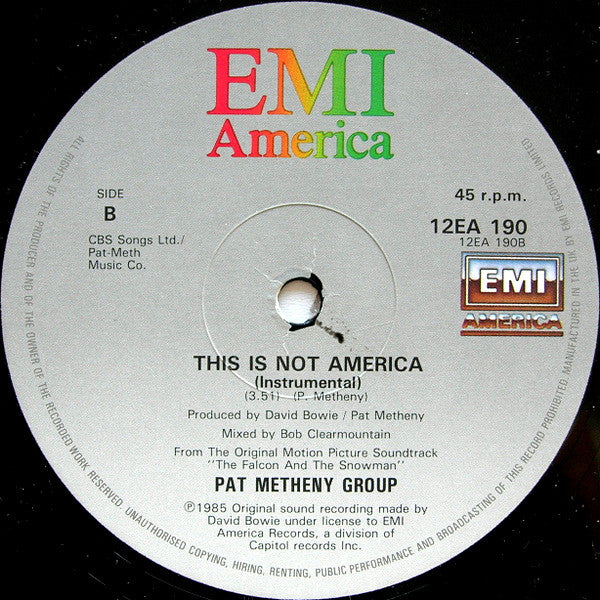 EMI
America
SIDE
B
CBS Songs Ltd./
Pat-Meth
Music Co.
45 r.p.m.
12EA 190
12EA 190B
EMI
AMERICA
THIS IS NOT AMERICA
(Instrumental)
(3.51) (P. Metheny)
Produced by David Bowie / Pat Metheny
Mixed by Bob Clearmountain
From The Original Motion Picture Soundtrack
"The Falcon And The Snowman"
PAT METHENY GROUP
℗1985 Original sound recording made by
David Bowie under license to EMI
America Records, a division of
Capitol records Inc.
ALL RIGHTS OF THE PRODUCER AND OF THE OWNER OF THE RECORDED WORK RESERVED. UNAUTHORISED COPYING, HIRING, RENTING, PUBLIC PERFORMANCE AND BROADCASTING OF THIS RECORD PROHIBITED. MANUFACTURED IN THE UK BY EMI RECORDS LIMITED